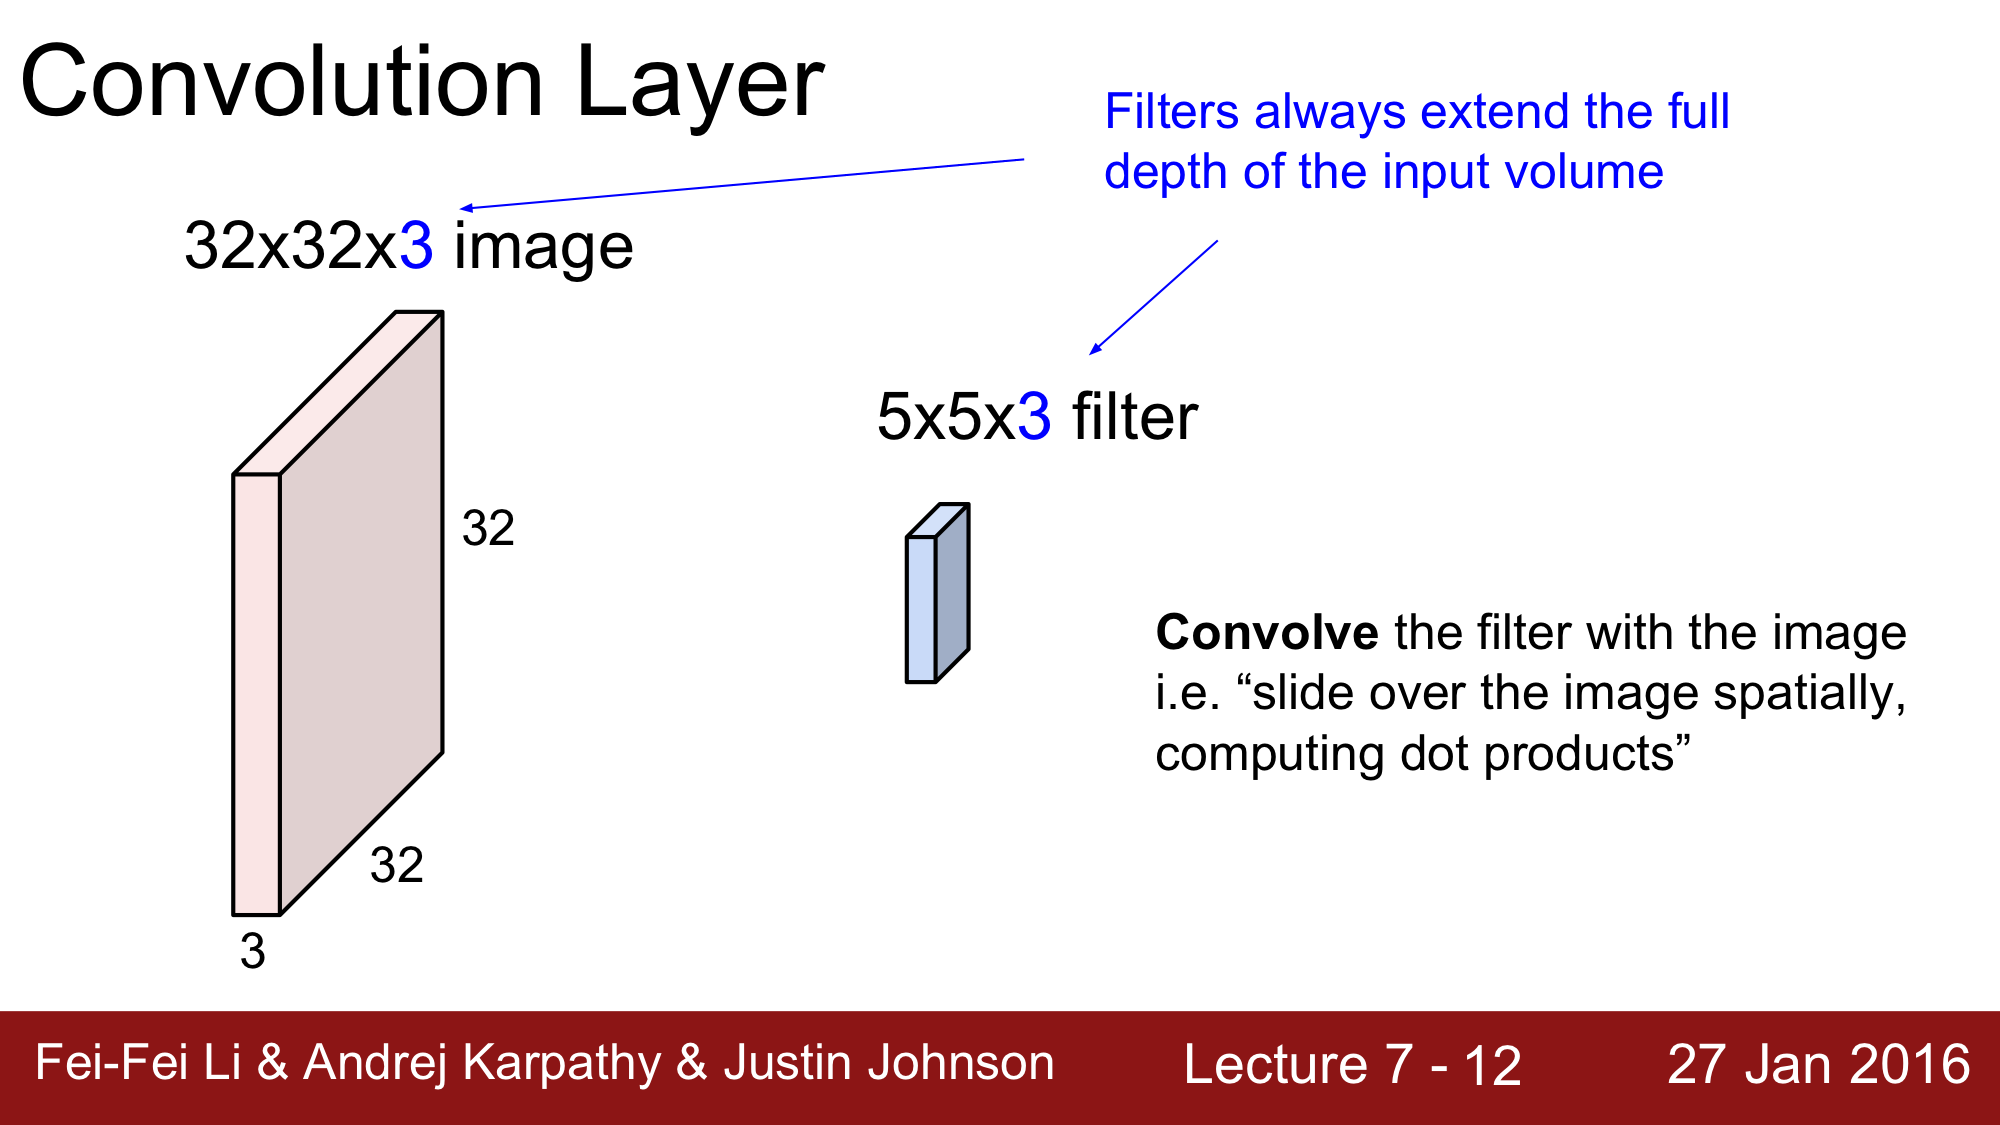 Convolution Layer
Filters always extend the full
depth of the input volume
32x32x3 image
5x5x3 filter
32
Convolve the filter with the image
i.e. “slide over the image spatially,
computing dot products”
32
3
Fei-Fei Li & Andrej Karpathy & Justin Johnson
Lecture 7 - 12
27 Jan 2016